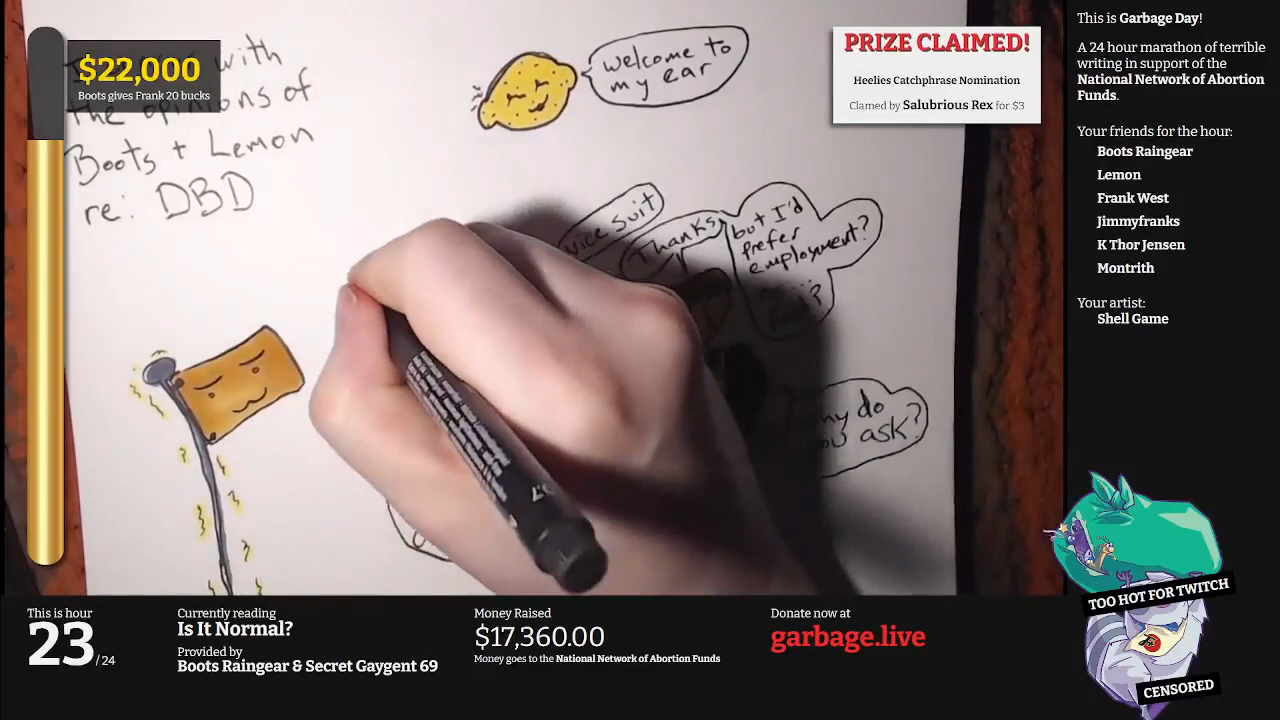 $22,000
Boots gives Frank 20 bucks
with
the opinions of
Boots + Lemon
re: DBD
welcome to
my ear
nice suit
Thanks,
but I'd
prefer
employment?
why do
you ask?
PRIZE CLAIMED!
Heelies Catchphrase Nomination
Clamed by Salubrious Rex for $3
This is Garbage Day!
A 24 hour marathon of terrible
writing in support of the
National Network of Abortion
Funds.
Your friends for the hour:
Boots Raingear
Lemon
Frank West
Jimmyfranks
K Thor Jensen
Montrith
Your artist:
Shell Game
TOO HOT FOR TWITCH
CENSORED
This is hour
23 / 24
Currently reading
Is It Normal?
Provided by
Boots Raingear & Secret Gaygent 69
Money Raised
$17,360.00
Money goes to the National Network of Abortion Funds
Donate now at
garbage.live